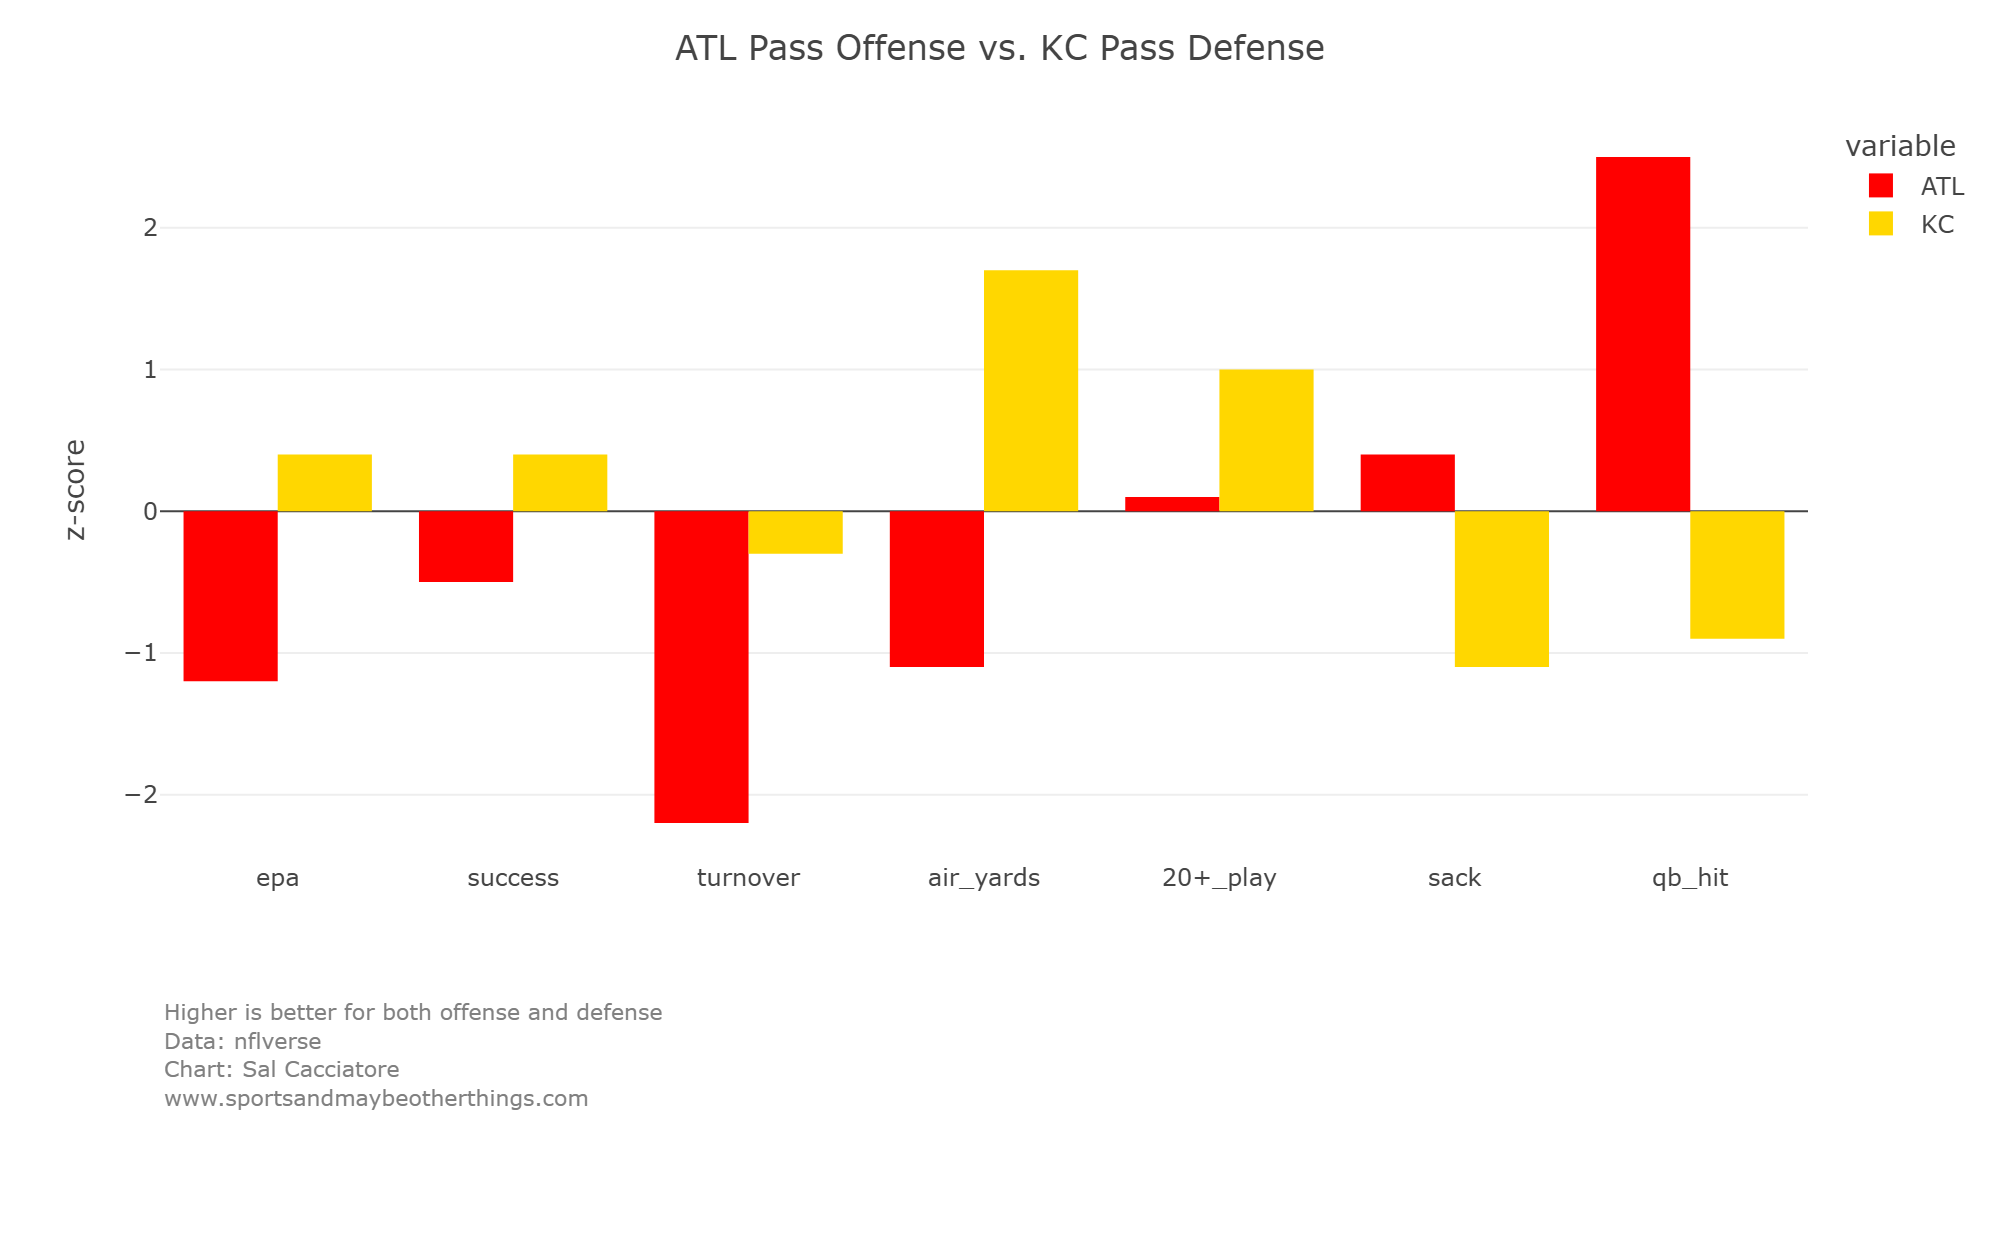 ATL Pass Offense vs. KC Pass Defense
variable
ATL
KC
z-score
2
1
0
−1
−2
epa
success
turnover
air_yards
20+_play
sack
qb_hit
Higher is better for both offense and defense
Data: nflverse
Chart: Sal Cacciatore
www.sportsandmaybeotherthings.com